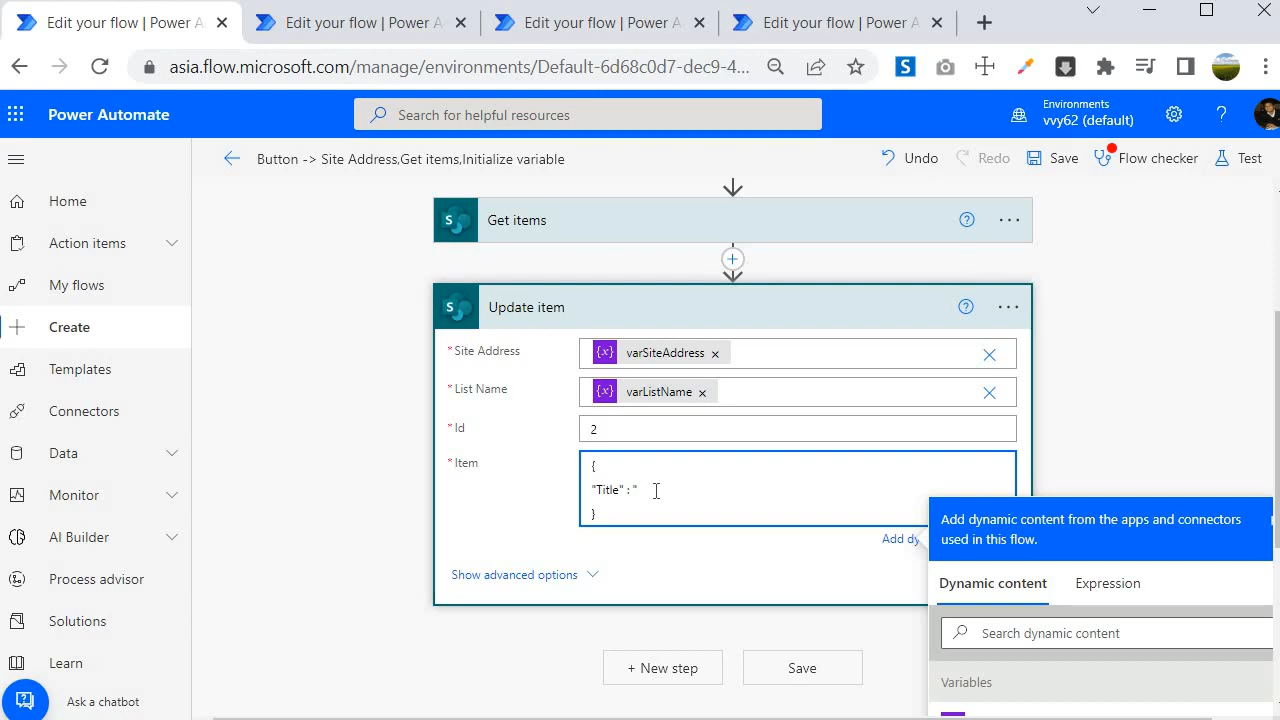 Edit your flow | Power A
Edit your flow | Power A
Edit your flow | Power A
Edit your flow | Power A
asia.flow.microsoft.com/manage/environments/Default-6d68c0d7-dec9-4...
Power Automate
Search for helpful resources
Environments
vvy62 (default)
Button -> Site Address,Get items,Initialize variable
Undo
Redo
Save
Flow checker
Test
Home
Action items
My flows
Create
Templates
Connectors
Data
Monitor
AI Builder
Process advisor
Solutions
Learn
Ask a chatbot
Get items
Update item
* Site Address
varSiteAddress
* List Name
varListName
* Id
2
* Item
{
"Title" : "
}
Add dy
Show advanced options
+ New step
Save
Add dynamic content from the apps and connectors
used in this flow.
Dynamic content
Expression
Search dynamic content
Variables